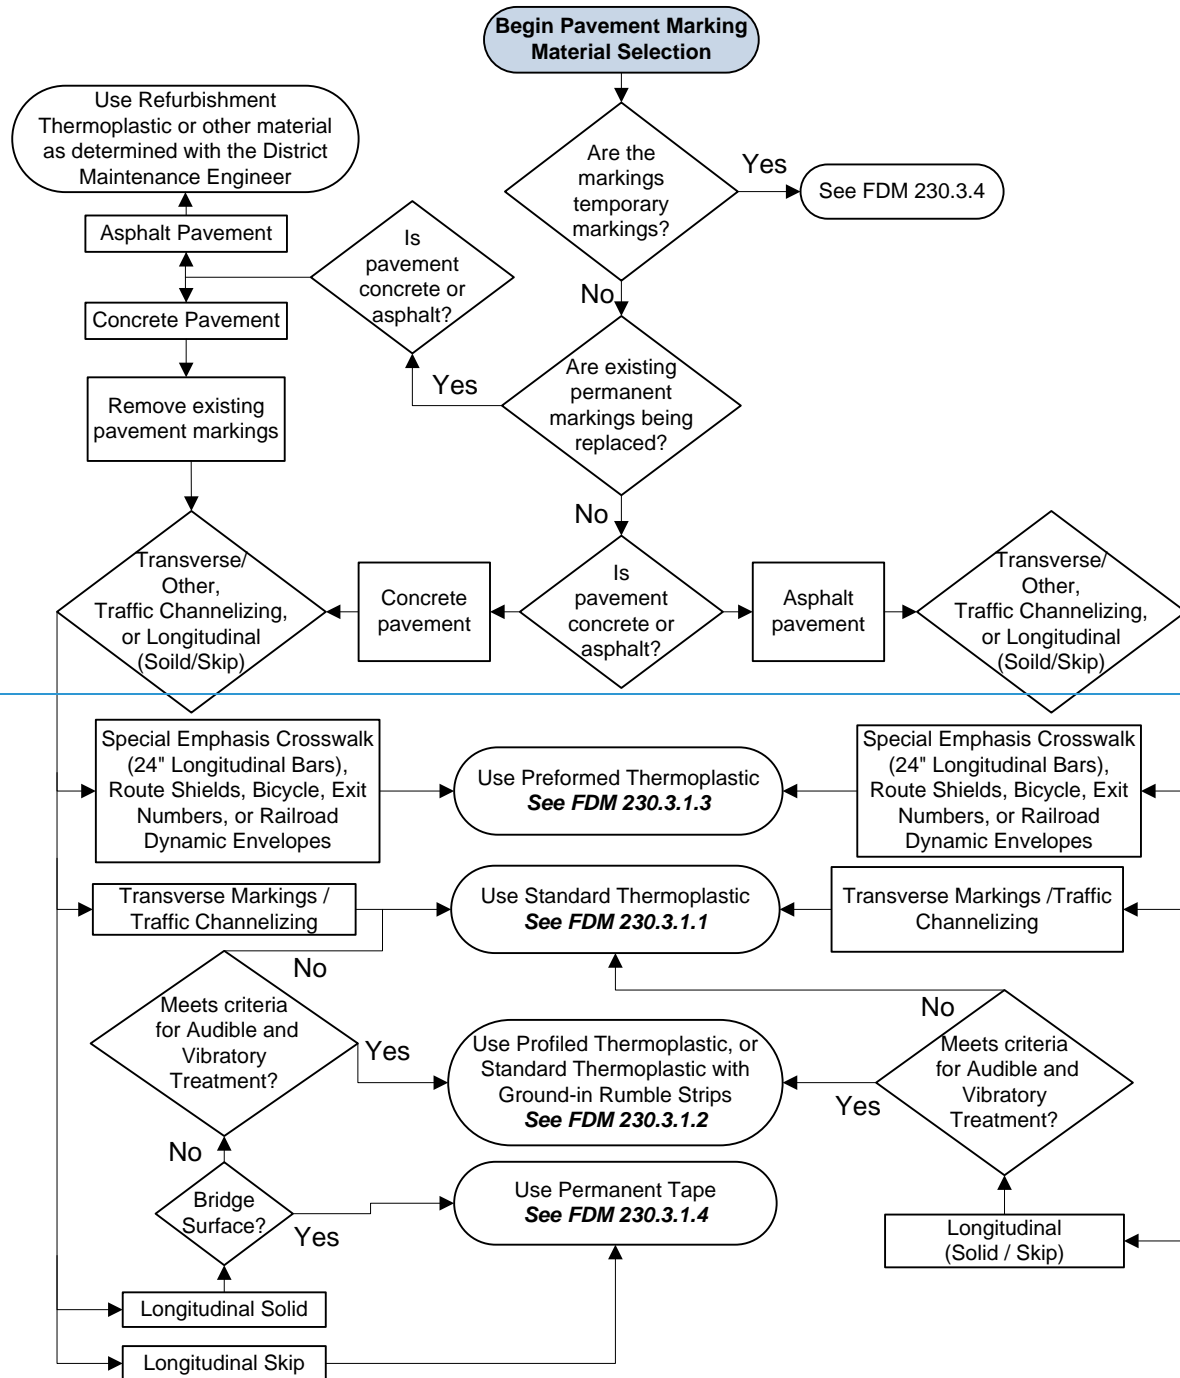 Begin Pavement Marking
Material Selection
Use Refurbishment
Thermoplastic or other material
as determined with the District
Maintenance Engineer
Are the
markings
temporary
markings?
Yes
See FDM 230.3.4
Asphalt Pavement
Is
pavement
concrete or
asphalt?
No
Concrete Pavement
Are existing
permanent
markings being
replaced?
Yes
Remove existing
pavement markings
No
Transverse/
Other,
Traffic Channelizing,
or Longitudinal
(Soild/Skip)
Concrete
pavement
Is
pavement
concrete or
asphalt?
Asphalt
pavement
Transverse/
Other,
Traffic Channelizing,
or Longitudinal
(Soild/Skip)
Special Emphasis Crosswalk
(24" Longitudinal Bars),
Route Shields, Bicycle, Exit
Numbers, or Railroad
Dynamic Envelopes
Use Preformed Thermoplastic
See FDM 230.3.1.3
Special Emphasis Crosswalk
(24" Longitudinal Bars),
Route Shields, Bicycle, Exit
Numbers, or Railroad
Dynamic Envelopes
Transverse Markings /
Traffic Channelizing
Use Standard Thermoplastic
See FDM 230.3.1.1
Transverse Markings /Traffic
Channelizing
No
Meets criteria
for Audible and
Vibratory
Treatment?
Yes
Use Profiled Thermoplastic, or
Standard Thermoplastic with
Ground-in Rumble Strips
See FDM 230.3.1.2
No
Meets criteria
for Audible and
Vibratory
Treatment?
Yes
No
Bridge
Surface?
Yes
Use Permanent Tape
See FDM 230.3.1.4
Longitudinal
(Solid / Skip)
Longitudinal Solid
Longitudinal Skip